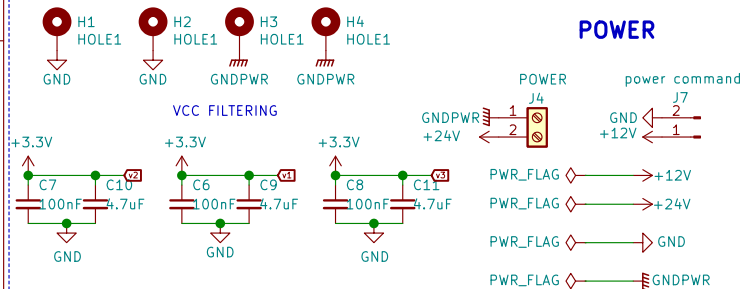 H1
HOLE1
GND
H2
HOLE1
GND
H3
HOLE1
GNDPWR
H4
HOLE1
GNDPWR
POWER
VCC FILTERING
+3.3V
v2
C7
100nF
C10
4.7uF
GND
+3.3V
v1
C6
100nF
C9
4.7uF
GND
+3.3V
v3
C8
100nF
C11
4.7uF
GND
POWER
J4
GNDPWR 1
+24V 2
power command
J7
GND 2
+12V 1
PWR_FLAG +12V
PWR_FLAG +24V
PWR_FLAG GND
PWR_FLAG GNDPWR